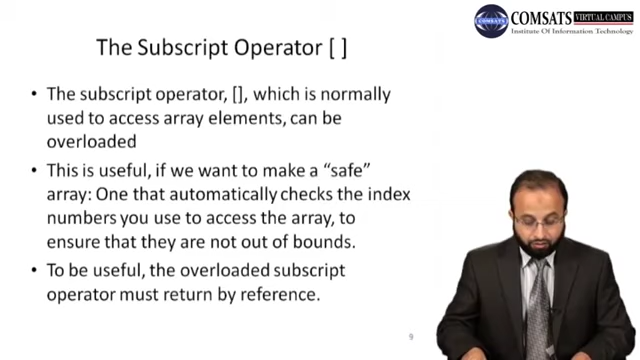 COMSATS
COMSATS
VIRTUAL CAMPUS
Institute Of Information Technology
The Subscript Operator [ ]
• The subscript operator, [], which is normally
used to access array elements, can be
overloaded
• This is useful, if we want to make a “safe”
array: One that automatically checks the index
numbers you use to access the array, to
ensure that they are not out of bounds.
• To be useful, the overloaded subscript
operator must return by reference.
9